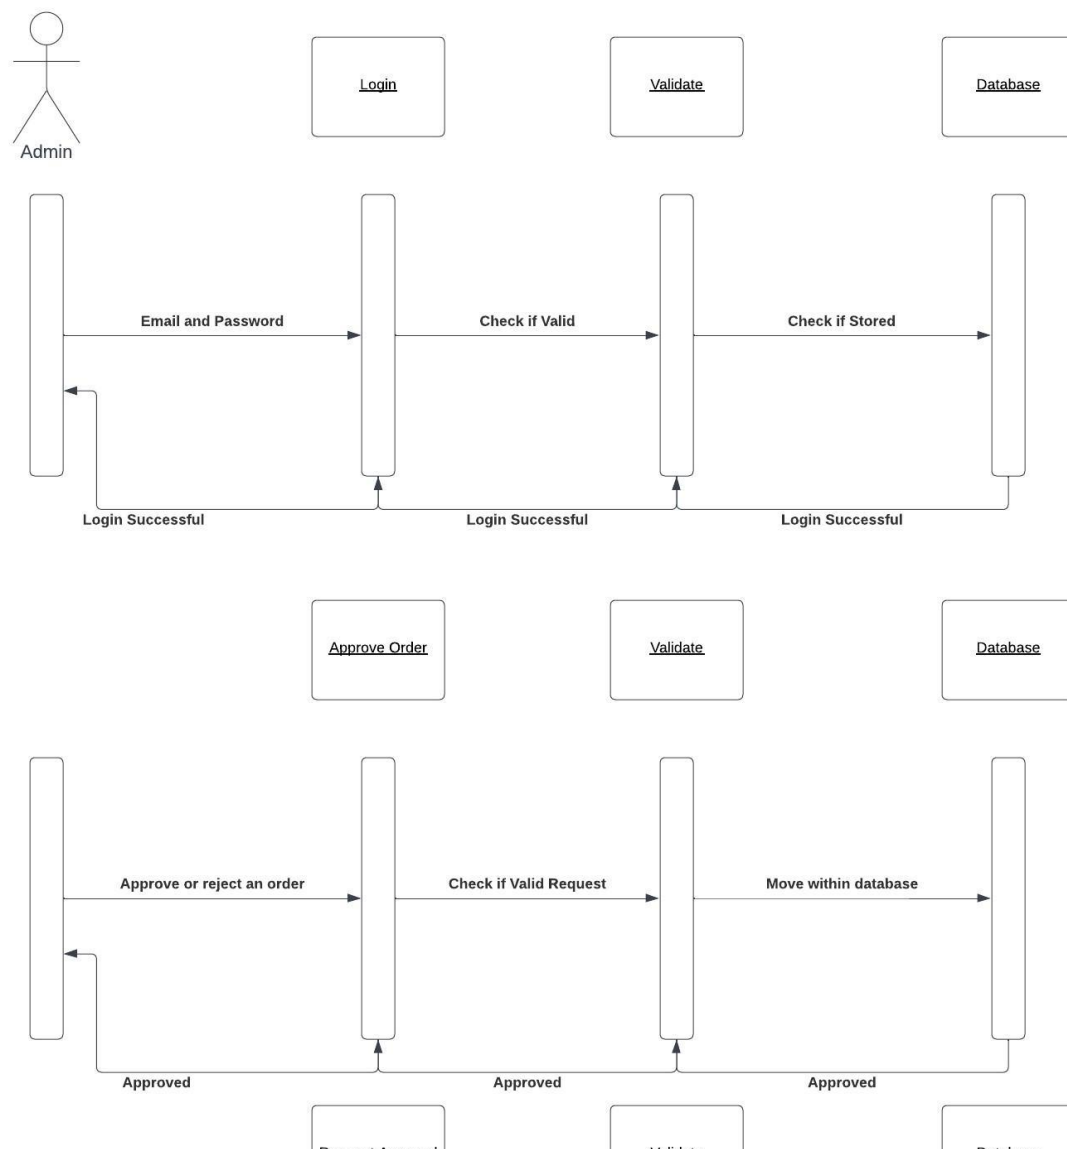 Login
Validate
Database
Admin
Email and Password
Check if Valid
Check if Stored
Login Successful
Login Successful
Login Successful
Approve Order
Validate
Database
Approve or reject an order
Check if Valid Request
Move within database
Approved
Approved
Approved
Validate
Database